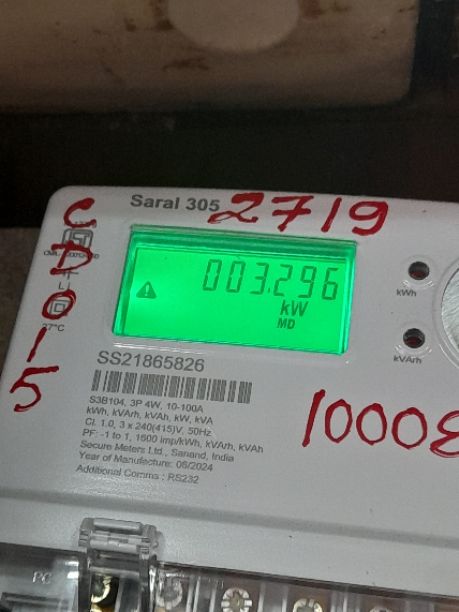 Saral 305
2719
CD015
003.296
kW
MD
kWh
kVArh
27°C
SS21865826
S3B104, 3P 4W, 10-100A
kWh, kVArh, kVAh, kW, kVA
Cl. 1.0, 3 x 240(415)V, 50Hz
PF: -1 to 1, 1600 imp/kWh, kVArh, kVAh
Secure Meters Ltd., Sanand, India
Year of Manufacture: 06/2024
Additional Comms : RS232